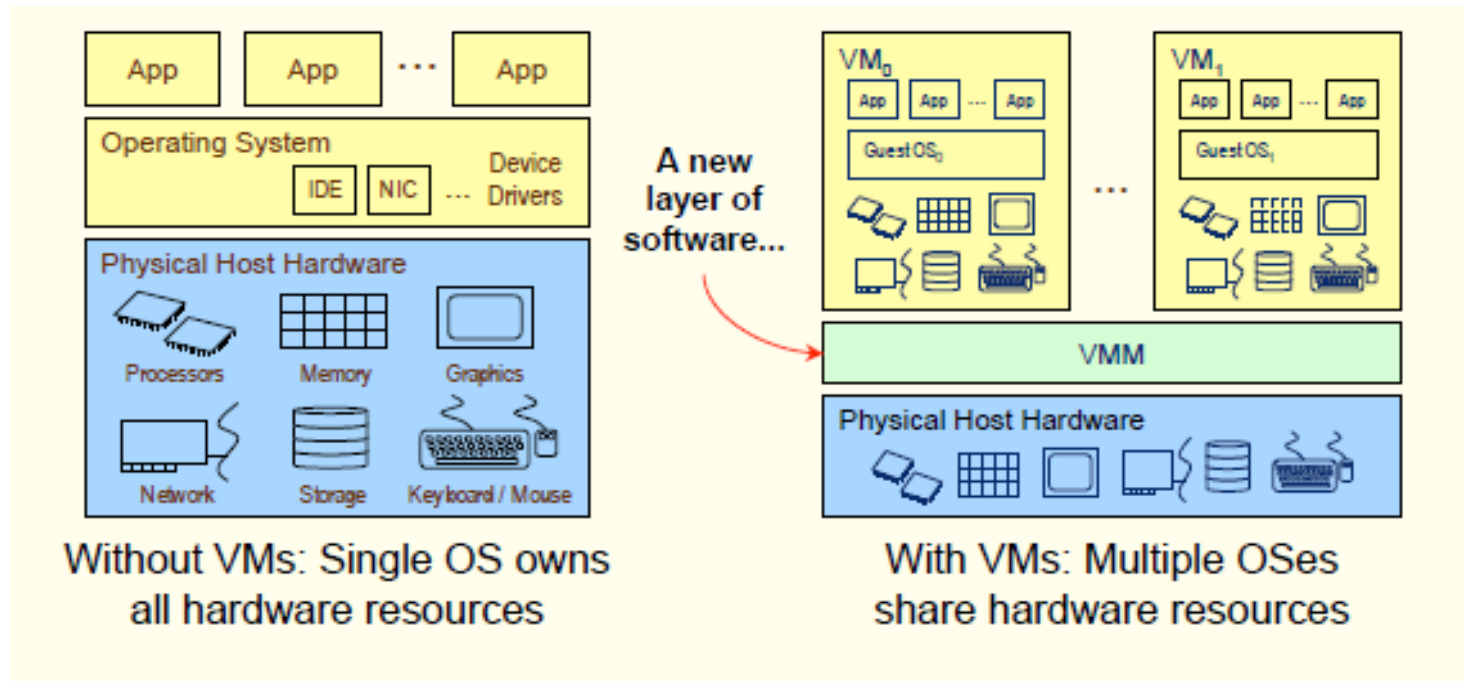 App App ... App
Operating System
IDE NIC ... Device
Drivers
Physical Host Hardware
Processors Memory Graphics
Network Storage Keyboard / Mouse
Without VMs: Single OS owns
all hardware resources
A new
layer of
software...
VM0
App App ... App
Guest OS0
...
VM1
App App ... App
Guest OS1
VMM
Physical Host Hardware
With VMs: Multiple OSes
share hardware resources